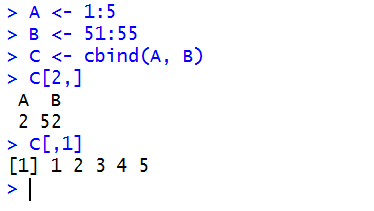 > A <- 1:5
> B <- 51:55
> C <- cbind(A, B)
> C[2,]
 A  B
 2 52
> C[,1]
[1] 1 2 3 4 5
>